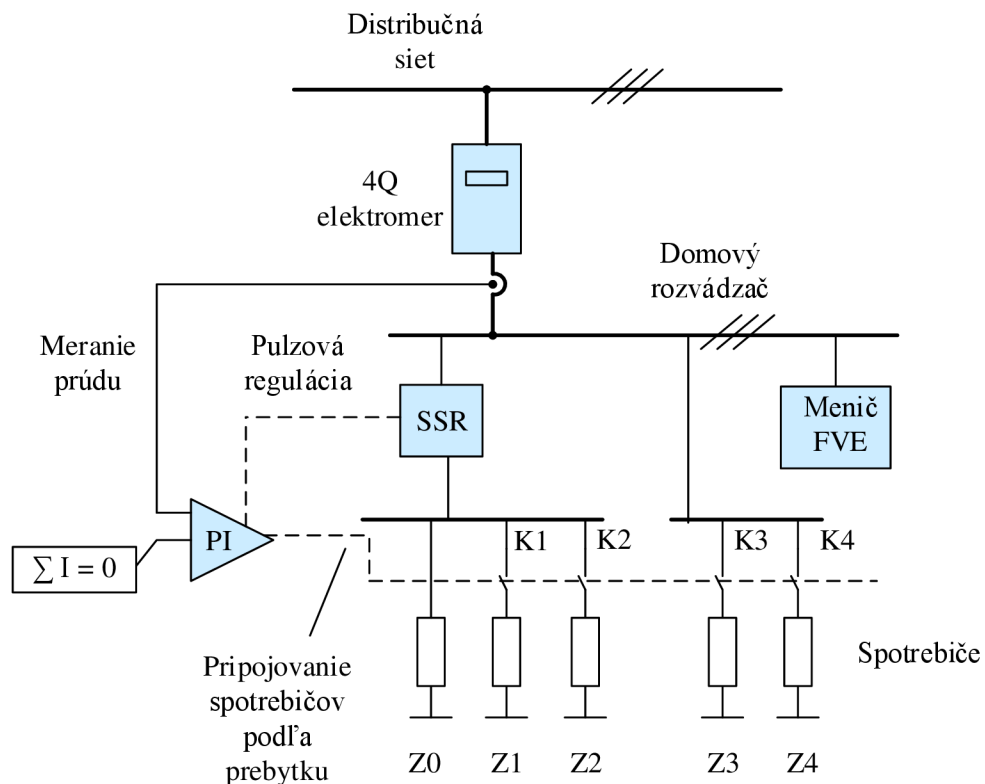 Distribučná
siet
4Q
elektromer
Domový
rozvádzač
Meranie
prúdu
Pulzová
regulácia
SSR
Menič
FVE
PI
∑ I = 0
K1
K2
K3
K4
Pripojovanie
spotrebičov
podľa
prebytku
Spotrebiče
Z0
Z1
Z2
Z3
Z4